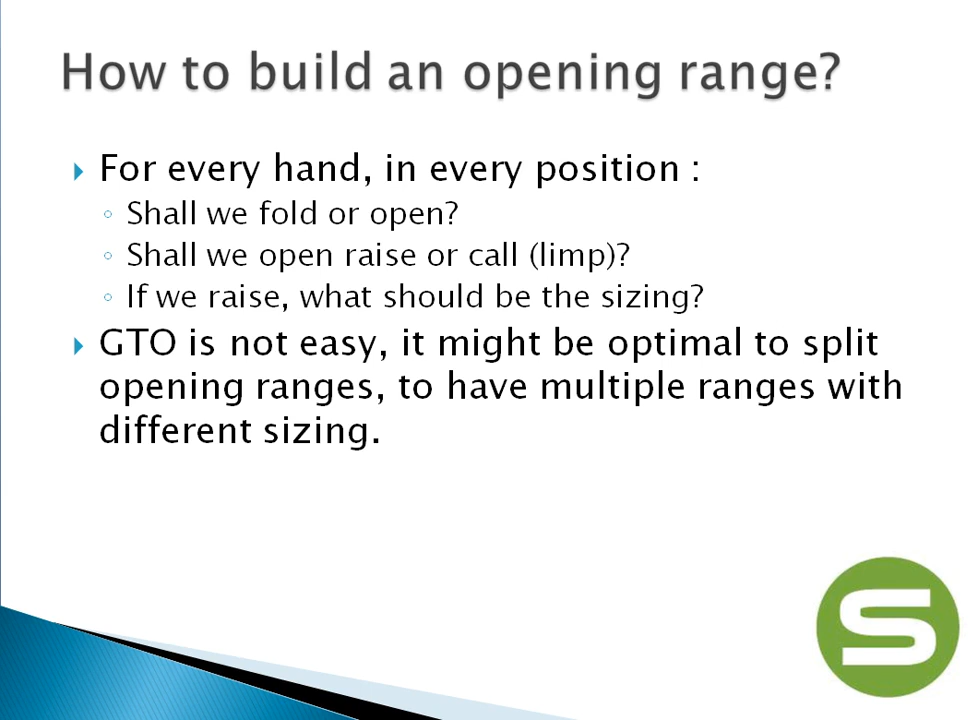 How to build an opening range?
For every hand, in every position :
Shall we fold or open?
Shall we open raise or call (limp)?
If we raise, what should be the sizing?
GTO is not easy, it might be optimal to split
opening ranges, to have multiple ranges with
different sizing.
S